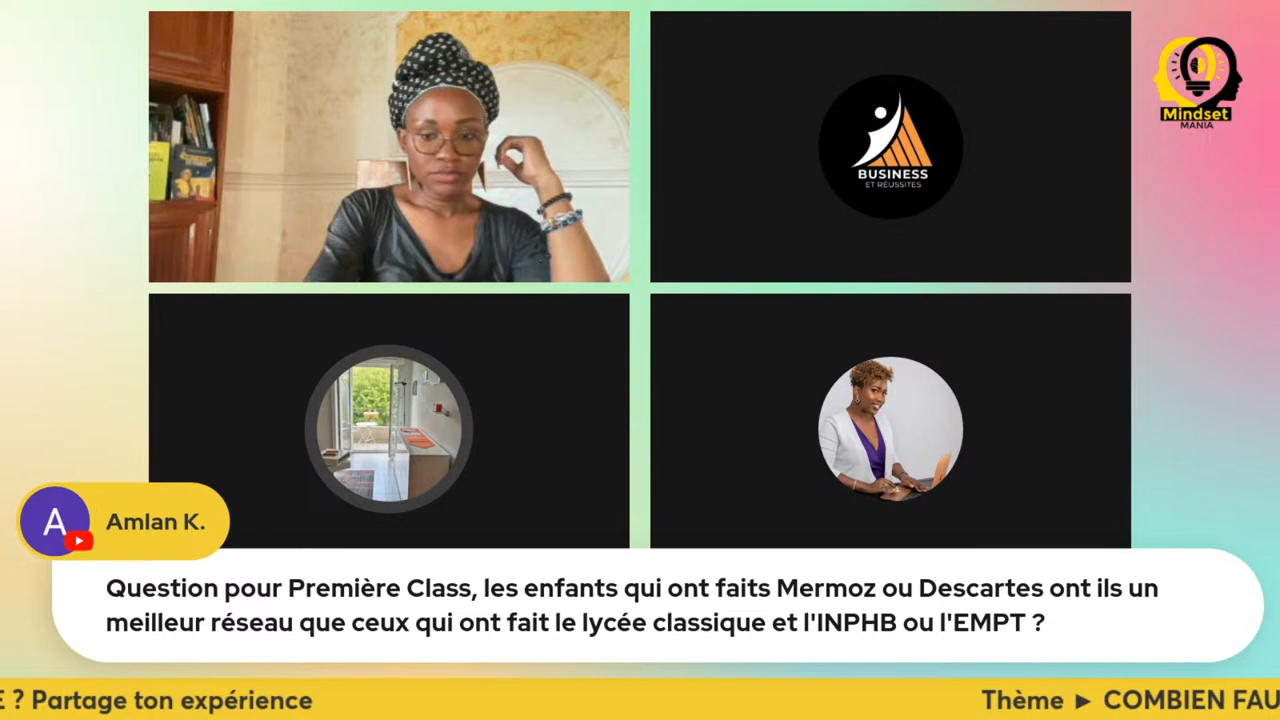 BUSINESS
ET RÉUSSITES
Mindset
MANIA
A
Amlan K.
Question pour Première Class, les enfants qui ont faits Mermoz ou Descartes ont ils un
meilleur réseau que ceux qui ont fait le lycée classique et l'INPHB ou l'EMPT ?
E ? Partage ton expérience
Thème ► COMBIEN FAU